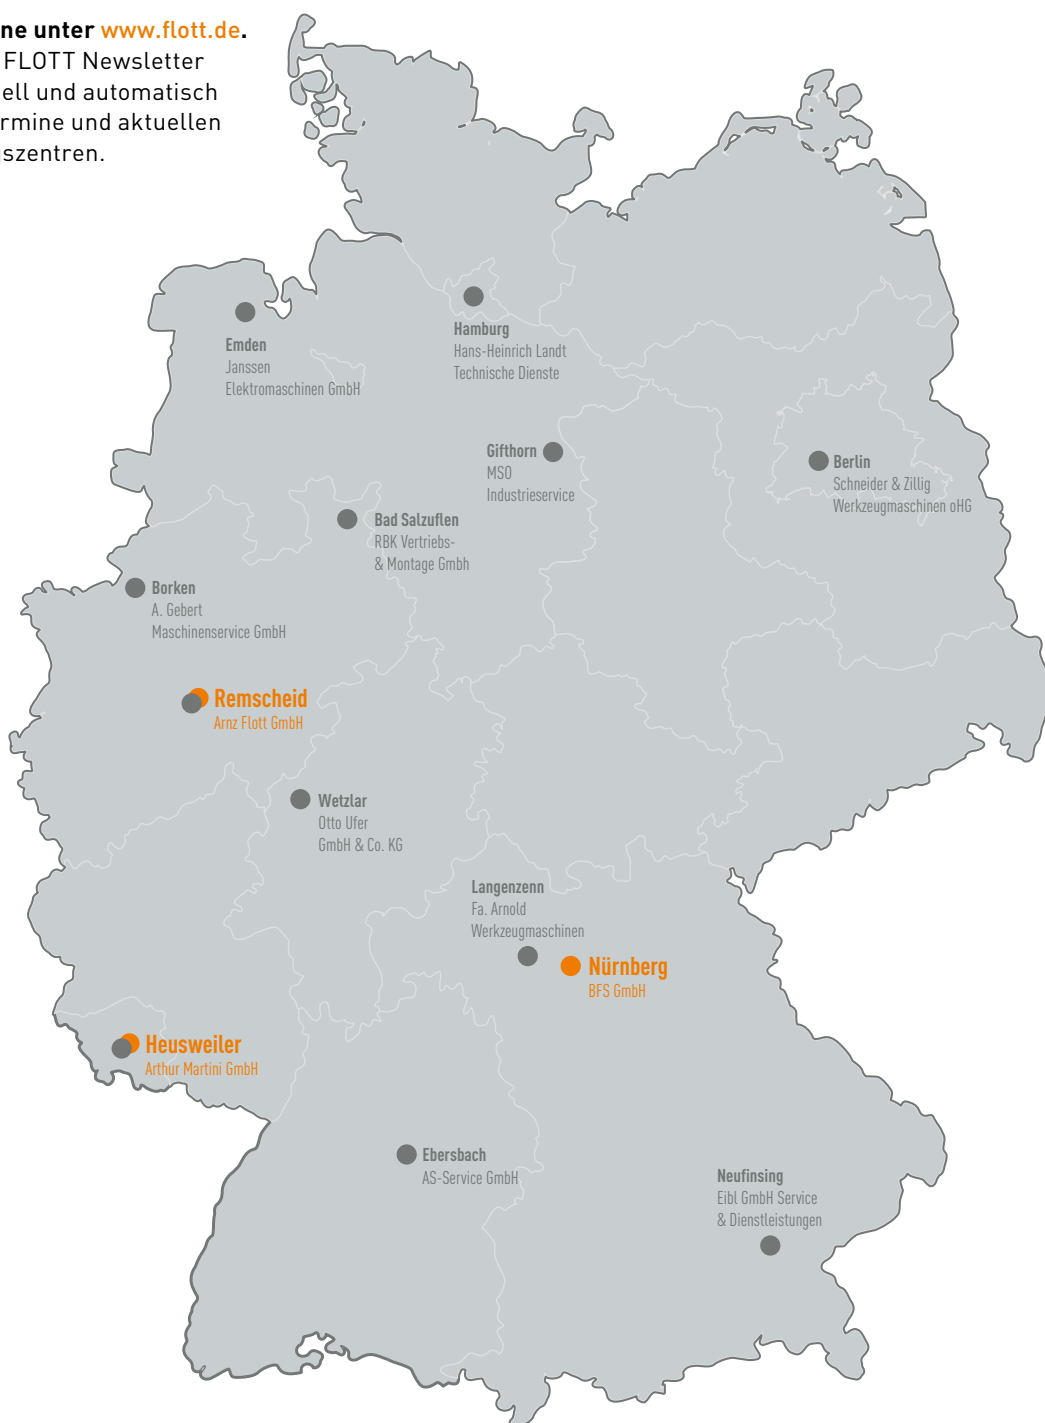 ne unter www.flott.de.
FLOTT Newsletter
ell und automatisch
rmine und aktuellen
szentren.
Emden
Janssen
Elektromaschinen GmbH
Hamburg
Hans-Heinrich Landt
Technische Dienste
Gifthorn
MSO
Industrieservice
Berlin
Schneider & Zillig
Werkzeugmaschinen oHG
Bad Salzuflen
RBK Vertriebs-
& Montage Gmbh
Borken
A. Gebert
Maschinenservice GmbH
Remscheid
Arnz Flott GmbH
Wetzlar
Otto Ufer
GmbH & Co. KG
Langenzenn
Fa. Arnold
Werkzeugmaschinen
Nürnberg
BFS GmbH
Heusweiler
Arthur Martini GmbH
Ebersbach
AS-Service GmbH
Neufinsing
Eibl GmbH Service
& Dienstleistungen